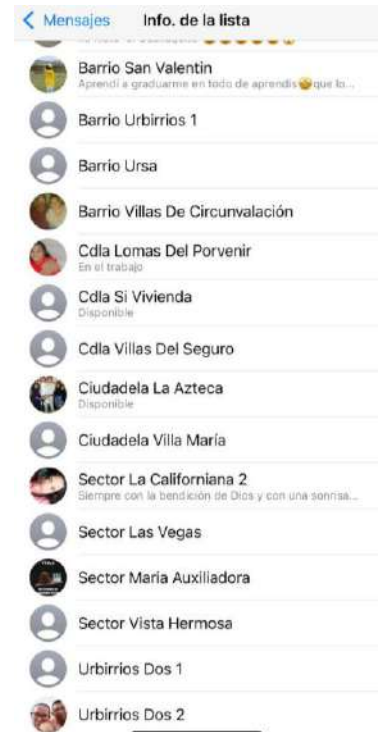 Mensajes
Info. de la lista
Barrio San Valentin
Aprendí a graduarme en todo de aprendis🤩que lo...
Barrio Urbirrios 1
Barrio Ursa
Barrio Villas De Circunvalación
Cdla Lomas Del Porvenir
En el trabajo
Cdla Si Vivienda
Disponible
Cdla Villas Del Seguro
Ciudadela La Azteca
Disponible
Ciudadela Villa María
Sector La Californiana 2
Siempre con la bendición de Dios y con una sonrisa...
Sector Las Vegas
Sector Maria Auxiliadora
Sector Vista Hermosa
Urbirrios Dos 1
Urbirrios Dos 2